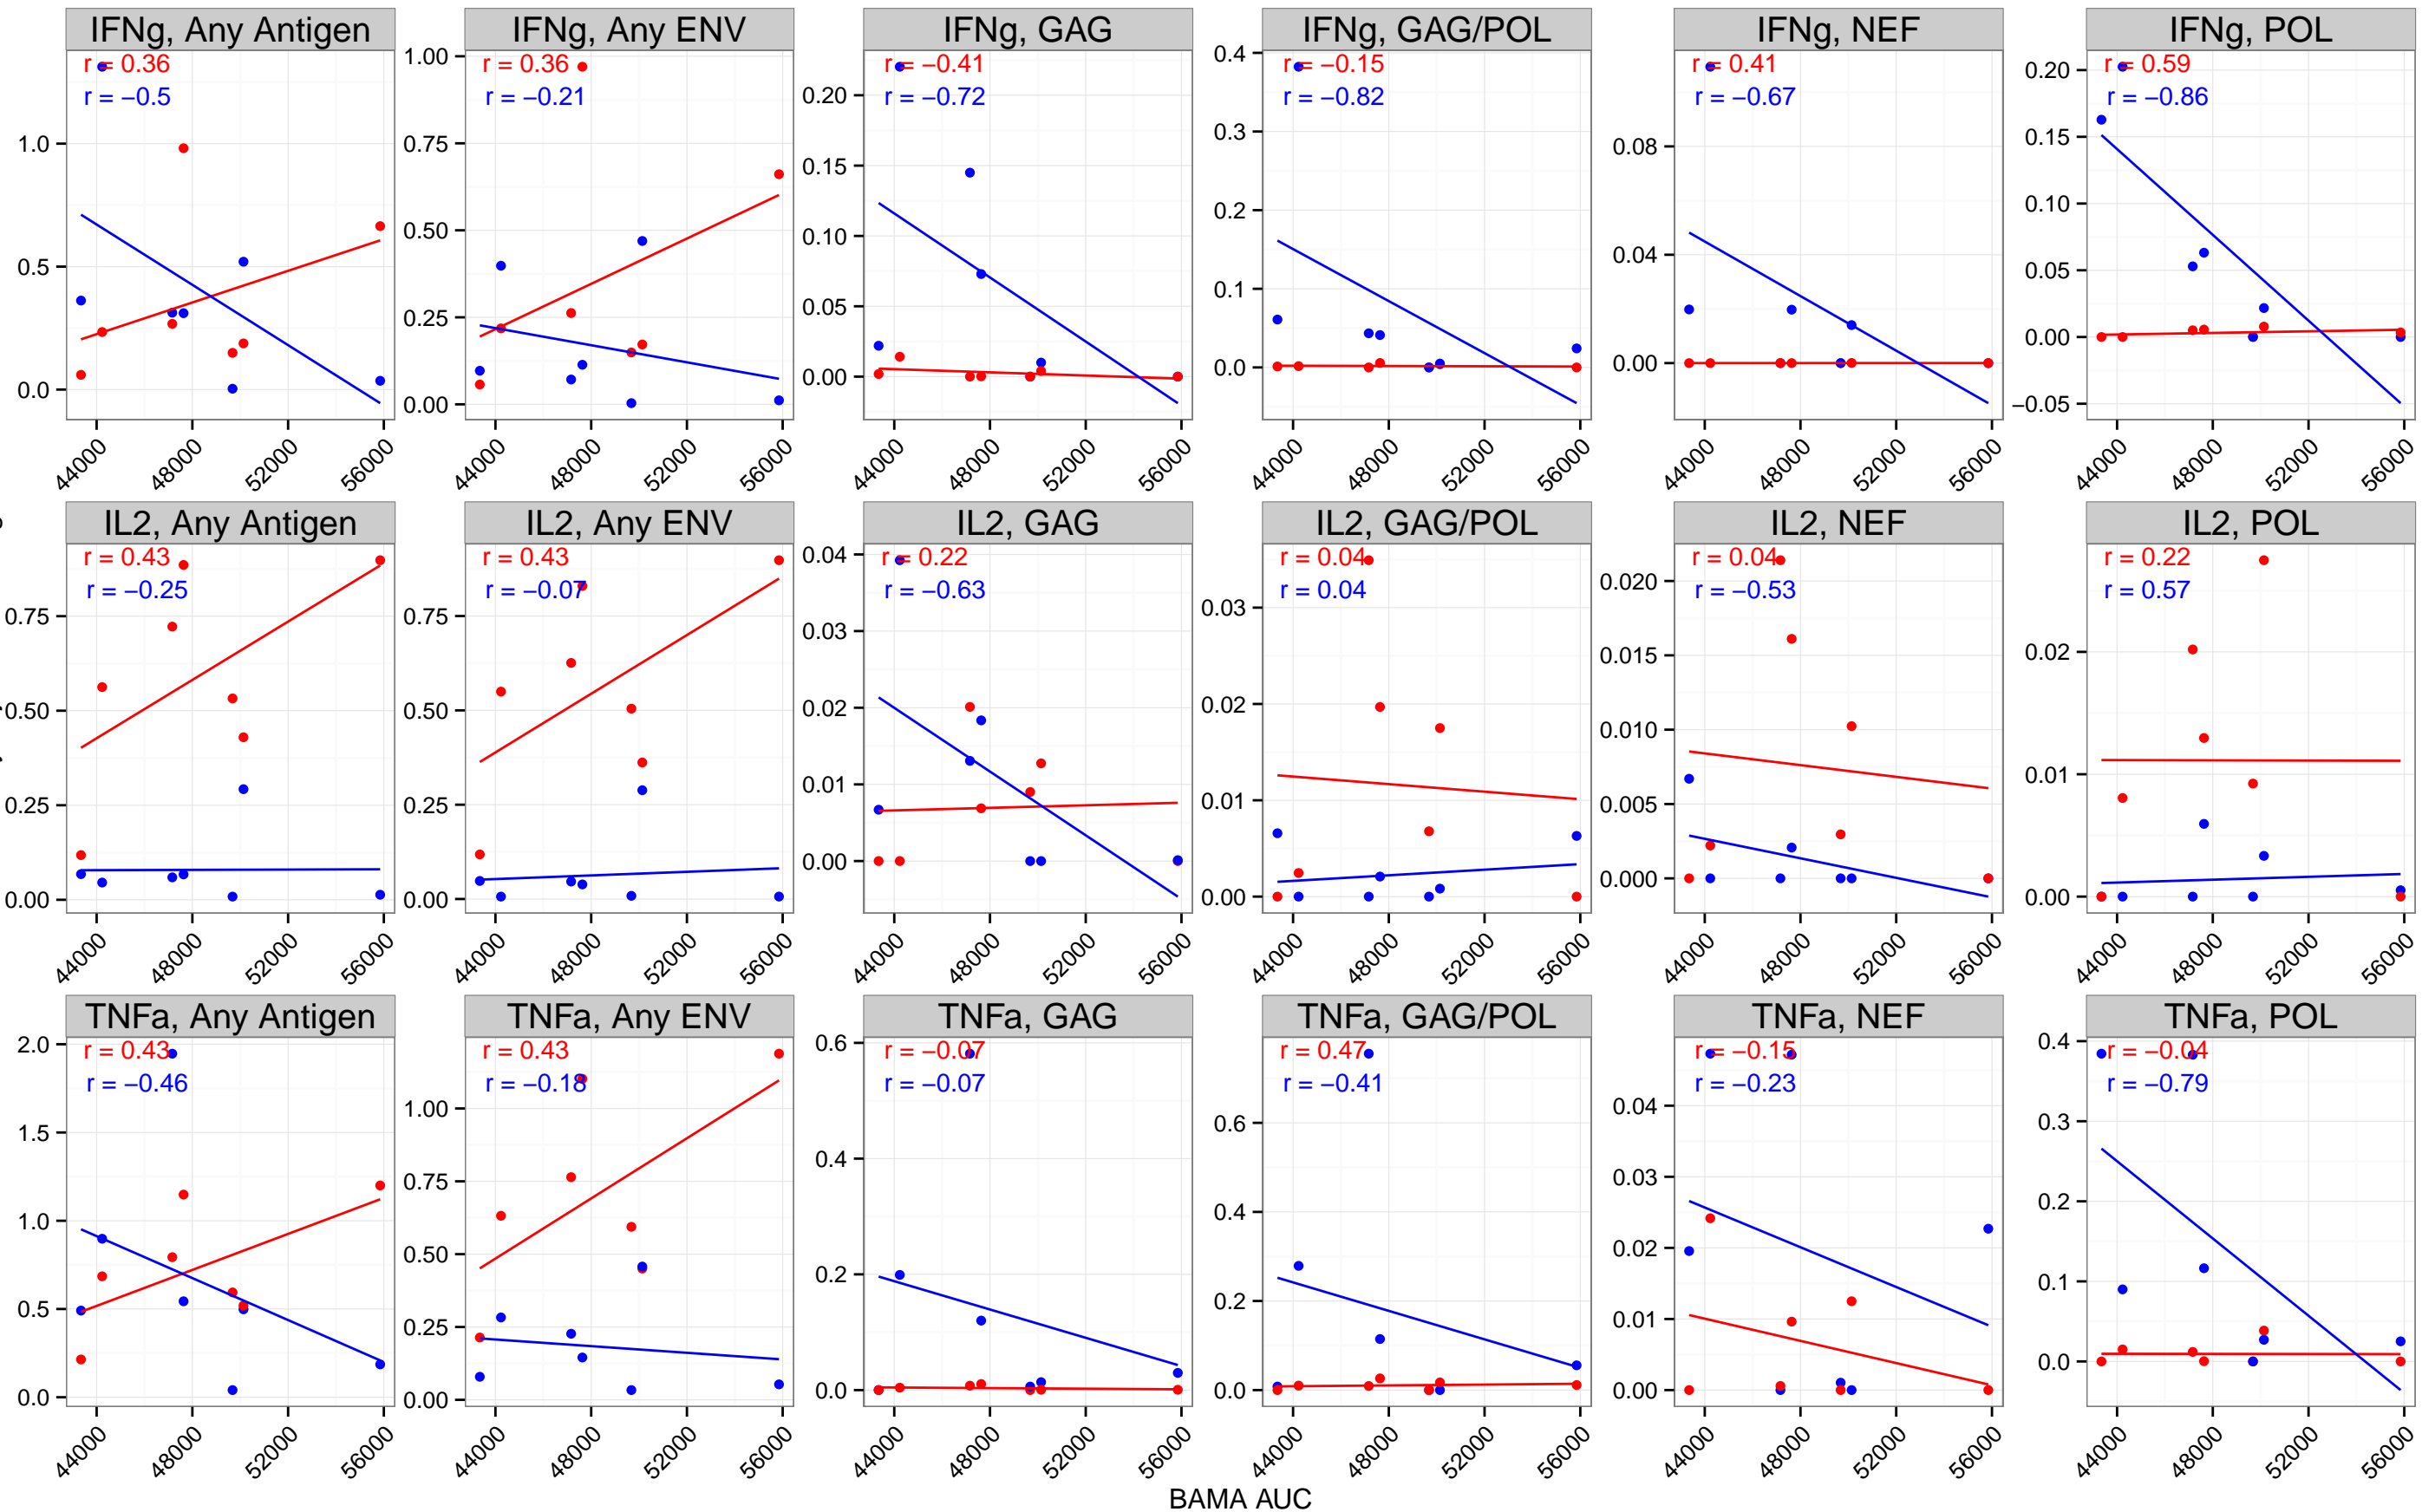 IFNg, Any Antigen
IFNg, Any ENV
IFNg, GAG
IFNg, GAG/POL
IFNg, NEF
IFNg, POL
r = 0.36
r = −0.5
1.0
0.5
0.0
44000
48000
52000
56000
r = 0.36
r = −0.21
1.00
0.75
0.50
0.25
0.00
44000
48000
52000
56000
r = −0.41
r = −0.72
0.20
0.15
0.10
0.05
0.00
44000
48000
52000
56000
r = −0.15
r = −0.82
0.4
0.3
0.2
0.1
0.0
44000
48000
52000
56000
r = 0.41
r = −0.67
0.08
0.04
0.00
44000
48000
52000
56000
r = 0.59
r = −0.86
0.20
0.15
0.10
0.05
0.00
−0.05
44000
48000
52000
56000
IL2, Any Antigen
IL2, Any ENV
IL2, GAG
IL2, GAG/POL
IL2, NEF
IL2, POL
r = 0.43
r = −0.25
0.75
0.50
0.25
0.00
44000
48000
52000
56000
r = 0.43
r = −0.07
0.75
0.50
0.25
0.00
44000
48000
52000
56000
r = 0.22
r = −0.63
0.04
0.03
0.02
0.01
0.00
44000
48000
52000
56000
r = 0.04
r = 0.04
0.03
0.02
0.01
0.00
44000
48000
52000
56000
r = 0.04
r = −0.53
0.020
0.015
0.010
0.005
0.000
44000
48000
52000
56000
r = 0.22
r = 0.57
0.02
0.01
0.00
44000
48000
52000
56000
TNFa, Any Antigen
TNFa, Any ENV
TNFa, GAG
TNFa, GAG/POL
TNFa, NEF
TNFa, POL
r = 0.43
r = −0.46
2.0
1.5
1.0
0.5
0.0
44000
48000
52000
56000
r = 0.43
r = −0.18
1.00
0.75
0.50
0.25
0.00
44000
48000
52000
56000
r = −0.07
r = −0.07
0.6
0.4
0.2
0.0
44000
48000
52000
56000
r = 0.47
r = −0.41
0.6
0.4
0.2
0.0
44000
48000
52000
56000
r = −0.15
r = −0.23
0.04
0.03
0.02
0.01
0.00
44000
48000
52000
56000
r = −0.04
r = −0.79
0.4
0.3
0.2
0.1
0.0
44000
48000
52000
56000
BAMA AUC